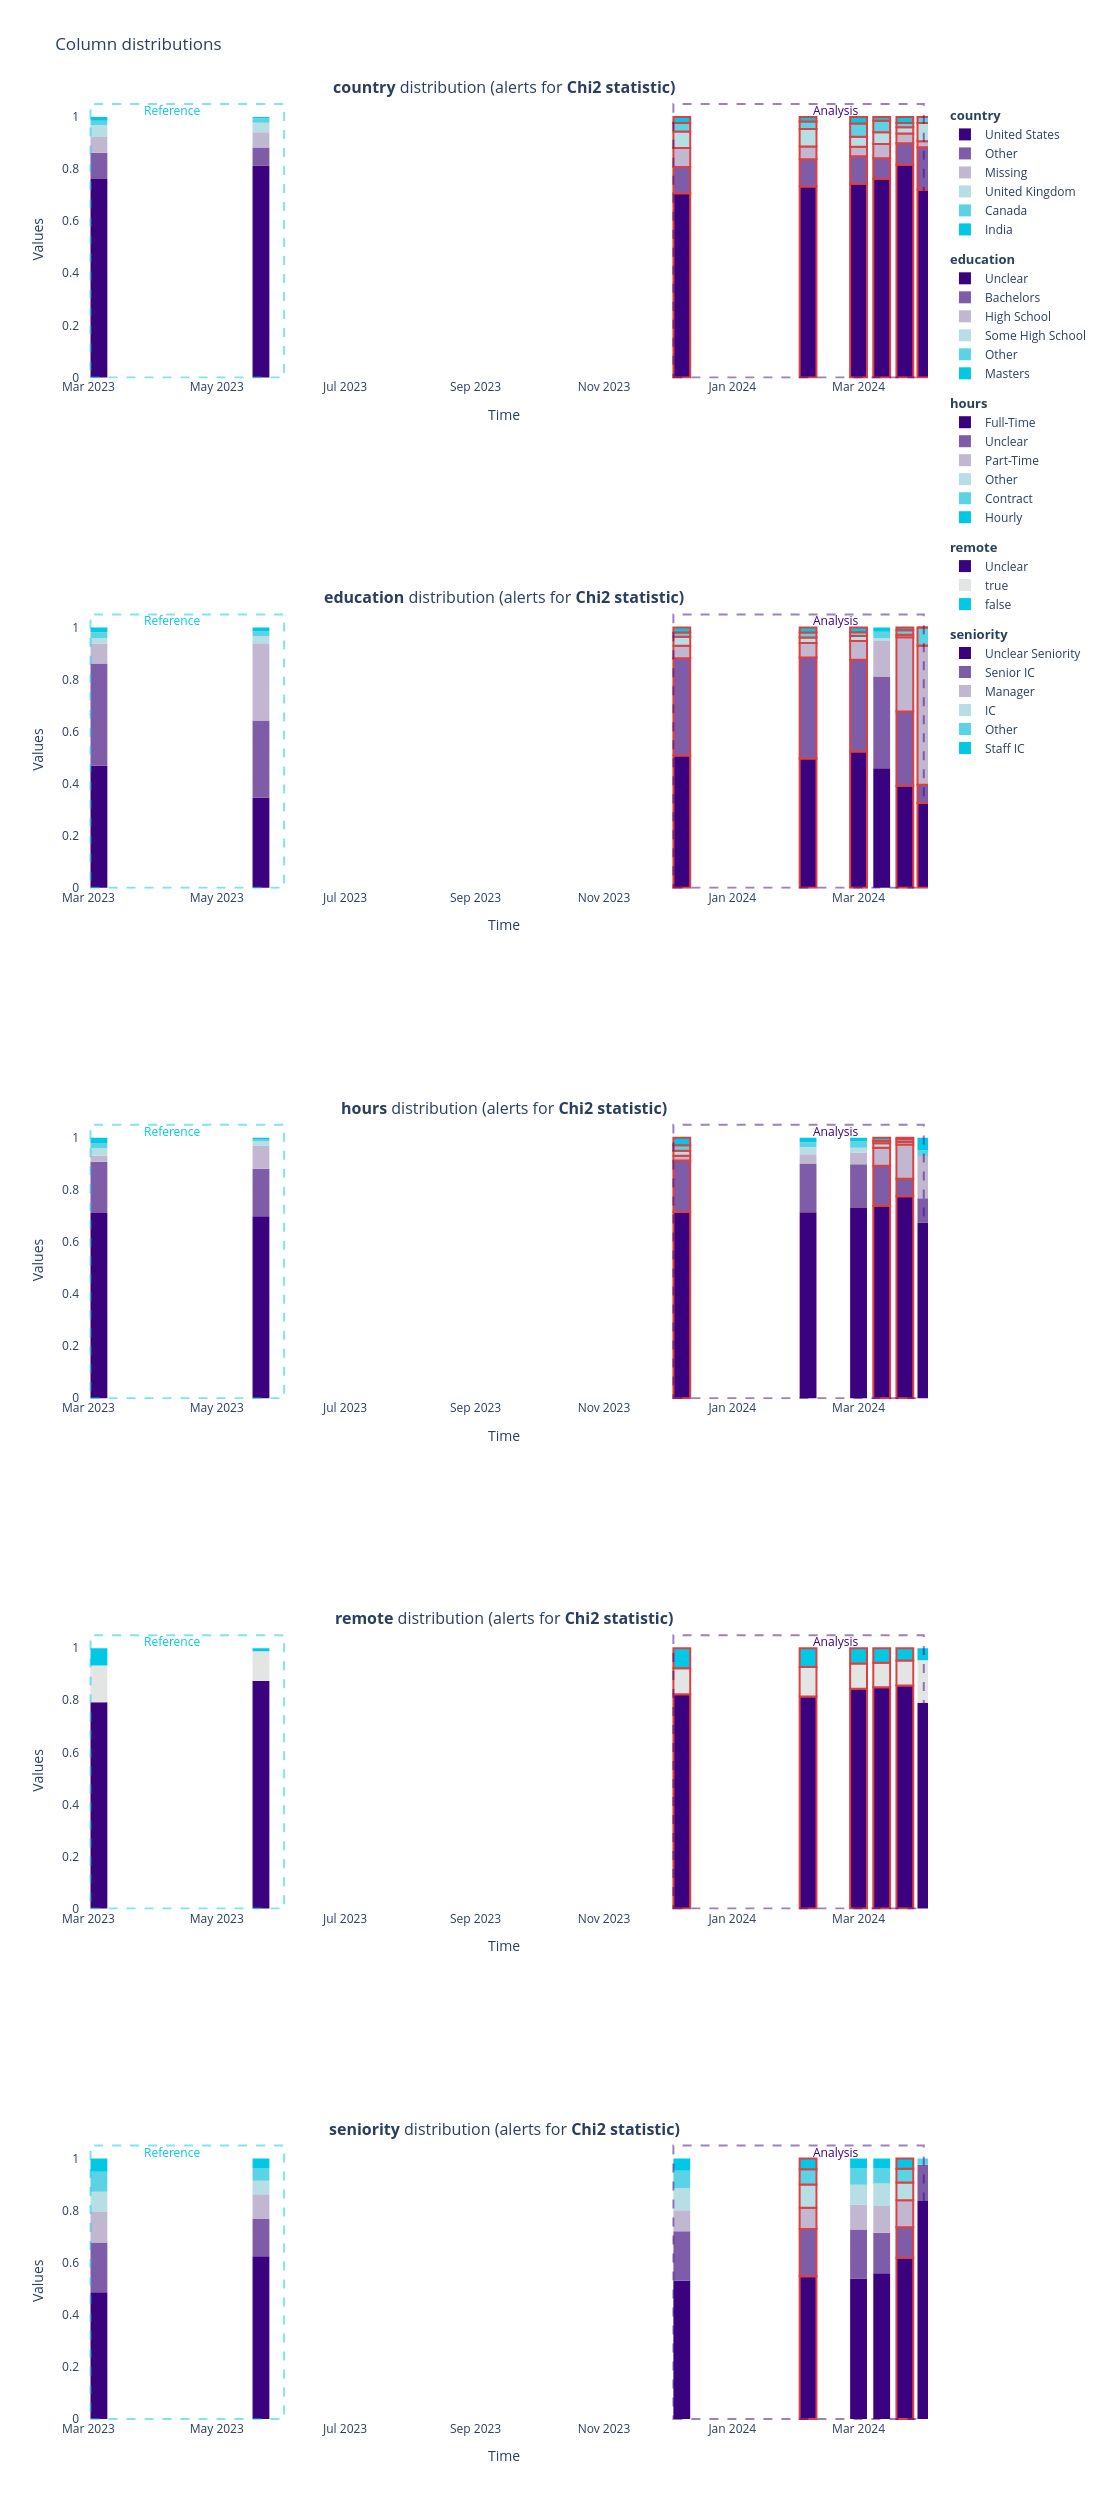 Column distributions
country distribution (alerts for Chi2 statistic)
Reference
Analysis
1
0.8
0.6
0.4
0.2
0
Values
Mar 2023
May 2023
Jul 2023
Sep 2023
Nov 2023
Jan 2024
Mar 2024
Time
country
United States
Other
Missing
United Kingdom
Canada
India
education
Unclear
Bachelors
High School
Some High School
Other
Masters
hours
Full-Time
Unclear
Part-Time
Other
Contract
Hourly
remote
Unclear
true
false
seniority
Unclear Seniority
Senior IC
Manager
IC
Other
Staff IC
education distribution (alerts for Chi2 statistic)
Reference
Analysis
1
0.8
0.6
0.4
0.2
0
Values
Mar 2023
May 2023
Jul 2023
Sep 2023
Nov 2023
Jan 2024
Mar 2024
Time
hours distribution (alerts for Chi2 statistic)
Reference
Analysis
1
0.8
0.6
0.4
0.2
0
Values
Mar 2023
May 2023
Jul 2023
Sep 2023
Nov 2023
Jan 2024
Mar 2024
Time
remote distribution (alerts for Chi2 statistic)
Reference
Analysis
1
0.8
0.6
0.4
0.2
0
Values
Mar 2023
May 2023
Jul 2023
Sep 2023
Nov 2023
Jan 2024
Mar 2024
Time
seniority distribution (alerts for Chi2 statistic)
Reference
Analysis
1
0.8
0.6
0.4
0.2
0
Values
Mar 2023
May 2023
Jul 2023
Sep 2023
Nov 2023
Jan 2024
Mar 2024
Time